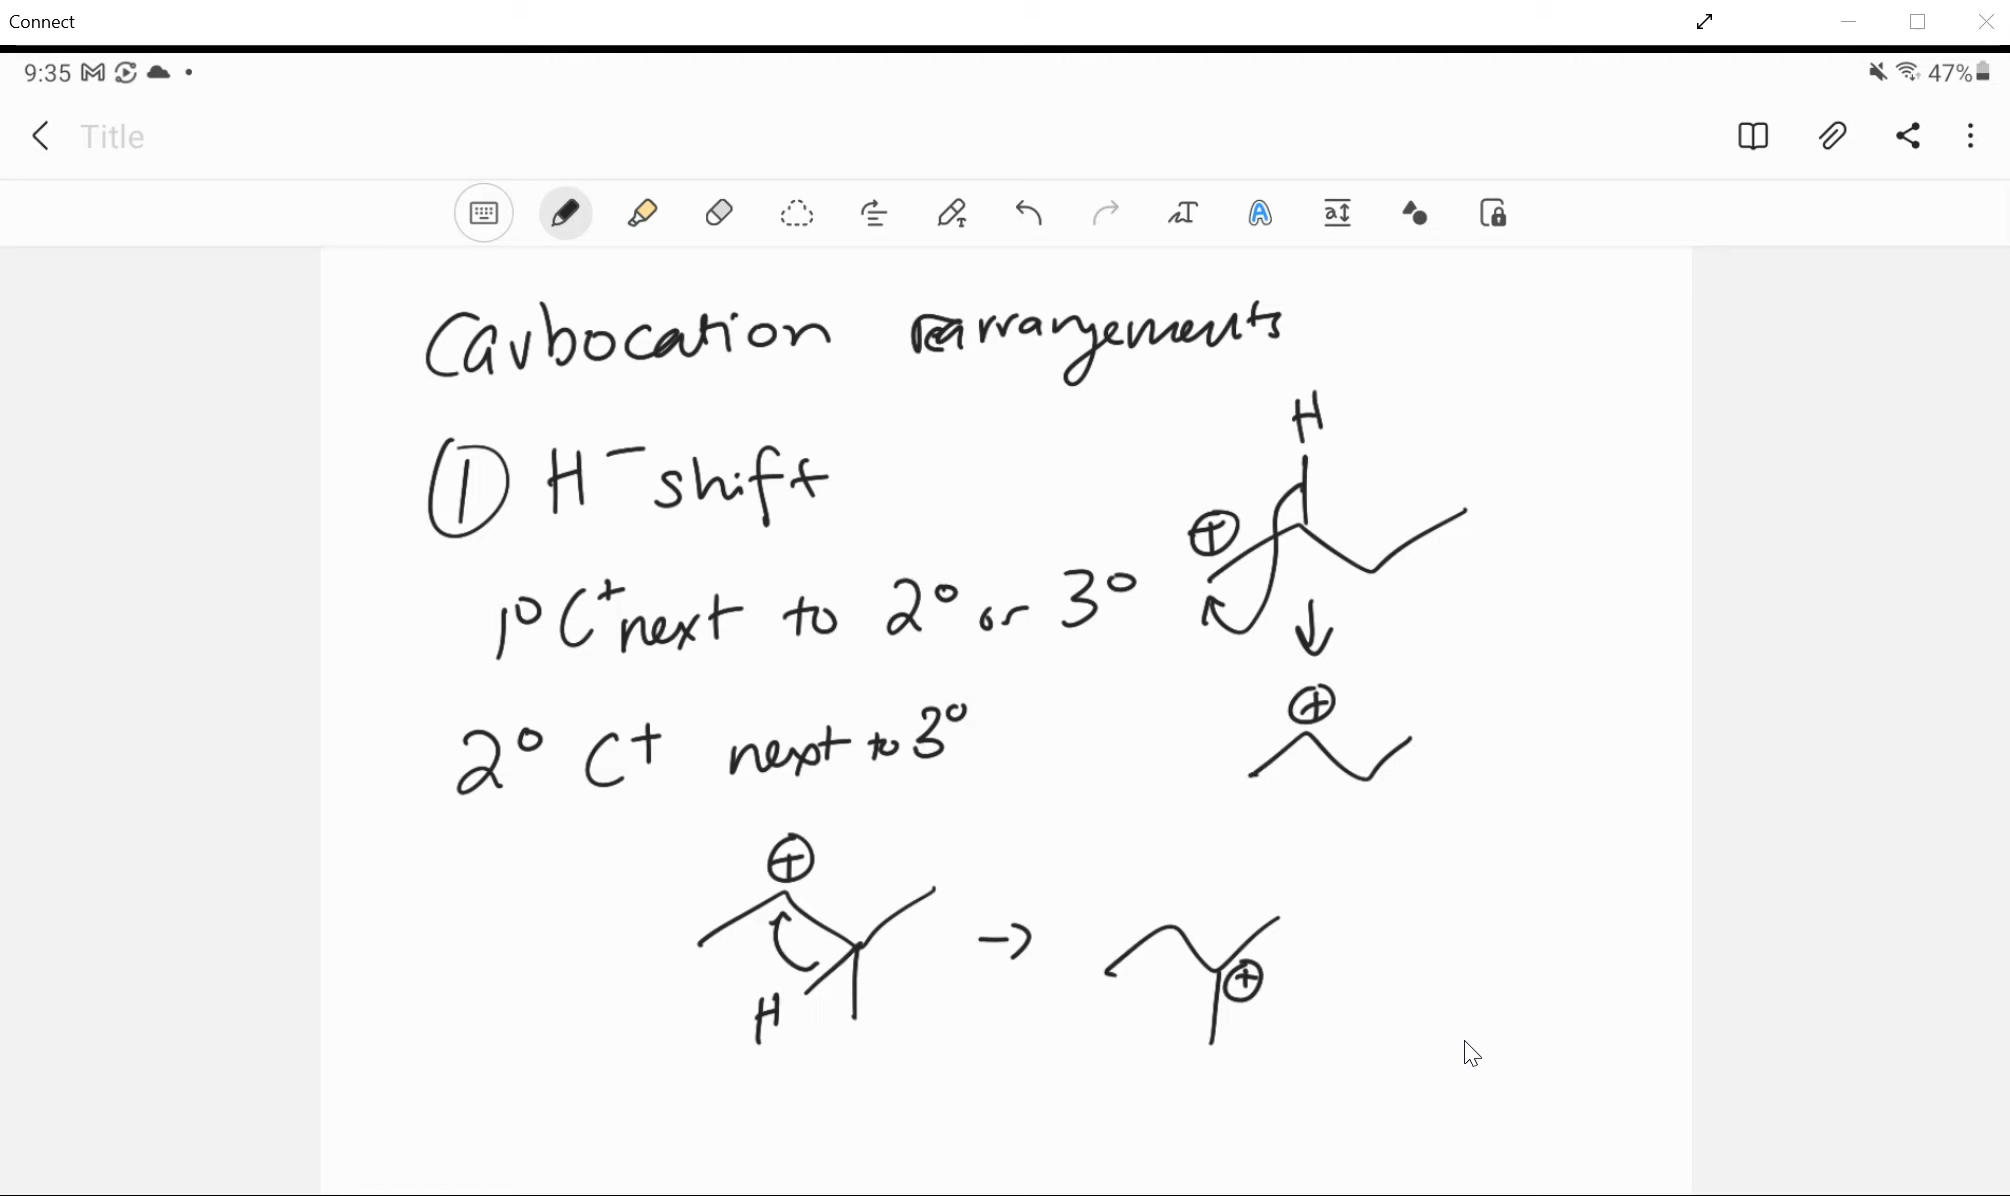 Connect
9:35 47%
Title
Carbocation rearrangements
① H⁻ shift
H
⊕
1° C⁺ next to 2° or 3°
⊕
2° C⁺ next to 3°
⊕
H
⊕